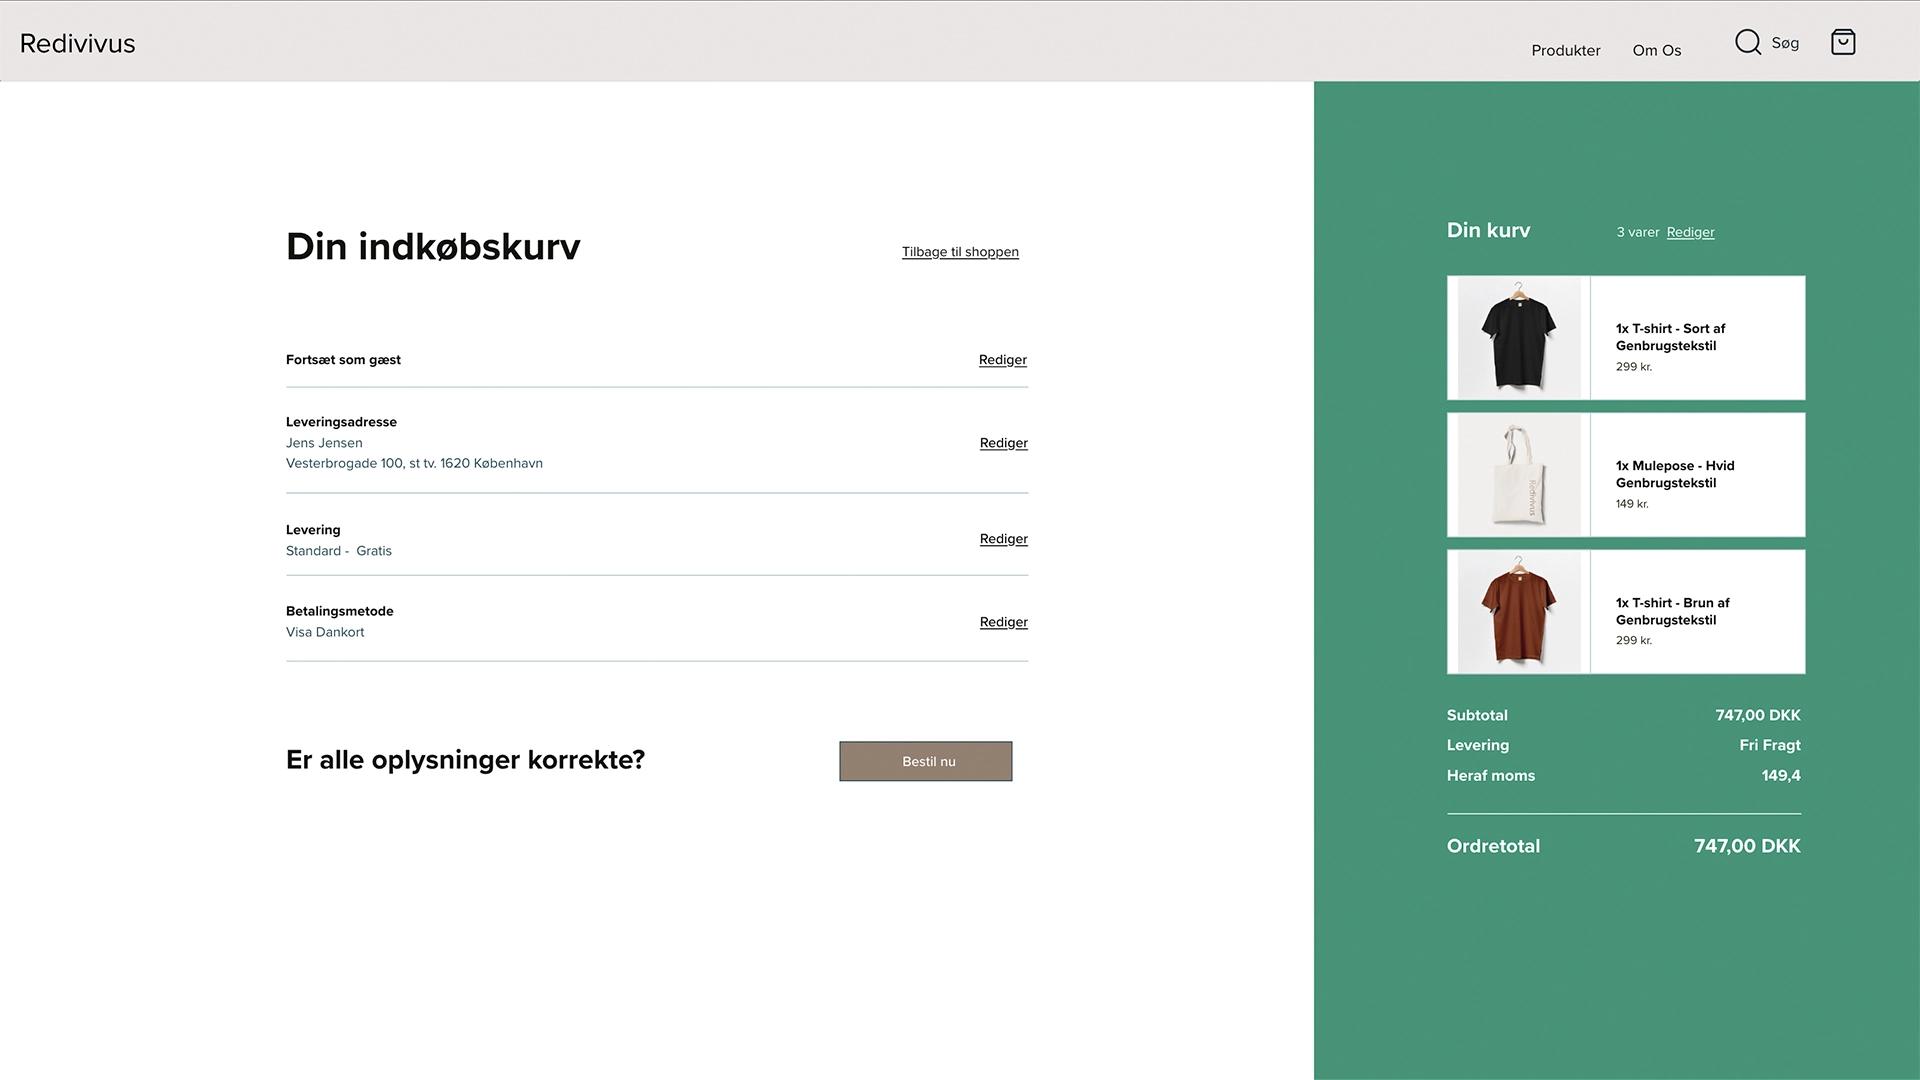 Redivivus
Produkter
Om Os
Søg
Din indkøbskurv
Tilbage til shoppen
Fortsæt som gæst
Rediger
Leveringsadresse
Jens Jensen
Vesterbrogade 100, st tv. 1620 København
Rediger
Levering
Standard -  Gratis
Rediger
Betalingsmetode
Visa Dankort
Rediger
Er alle oplysninger korrekte?
Bestil nu
Din kurv
3 varer Rediger
1x T-shirt - Sort af
Genbrugstekstil
299 kr.
Redivivus
1x Mulepose - Hvid
Genbrugstekstil
149 kr.
1x T-shirt - Brun af
Genbrugstekstil
299 kr.
Subtotal 747,00 DKK
Levering Fri Fragt
Heraf moms 149,4
Ordretotal 747,00 DKK